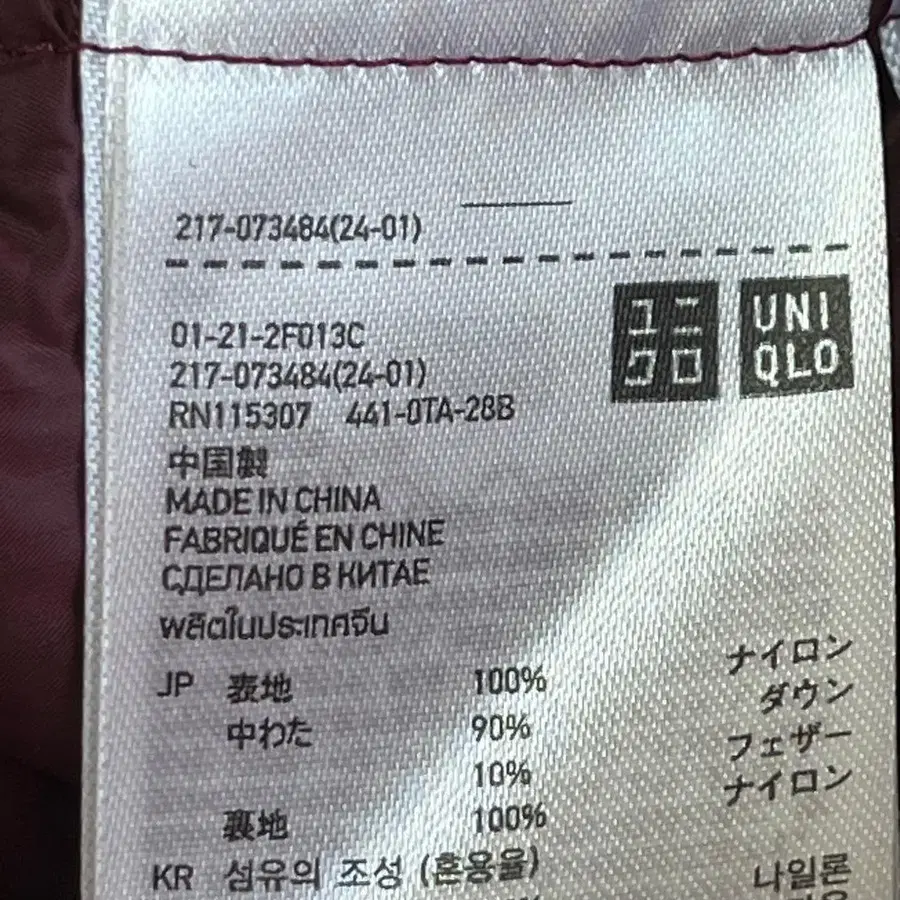 217-073484(24-01)
ユニクロ
UNIQLO
01-21-2F013C
217-073484(24-01)
RN115307 441-0TA-28B
中国製
MADE IN CHINA
FABRIQUÉ EN CHINE
СДЕЛАНО В КИТАЕ
ผลิตในประเทศจีน
JP 表地 100% ナイロン
中わた 90% ダウン
10% フェザー
裏地 100% ナイロン
KR 섬유의 조성 (혼용율) 나일론